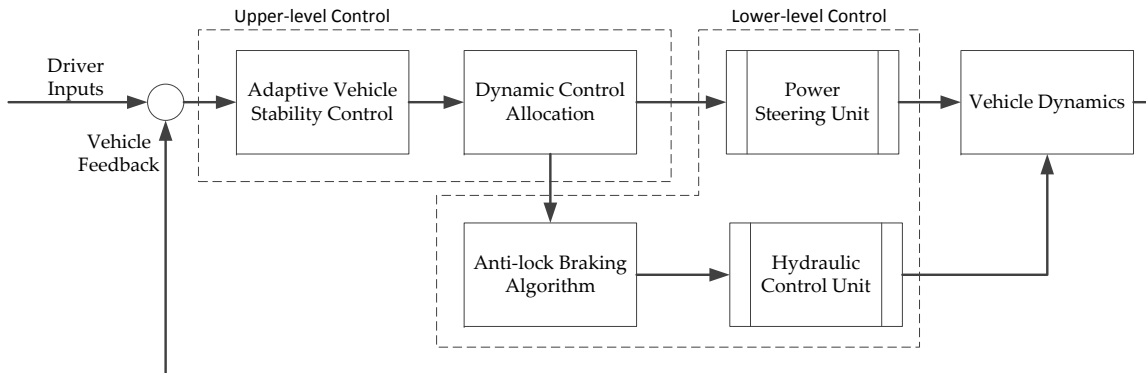 Upper-level Control
Lower-level Control
Driver
Inputs
Vehicle
Feedback
Adaptive Vehicle
Stability Control
Dynamic Control
Allocation
Power
Steering Unit
Vehicle Dynamics
Anti-lock Braking
Algorithm
Hydraulic
Control Unit